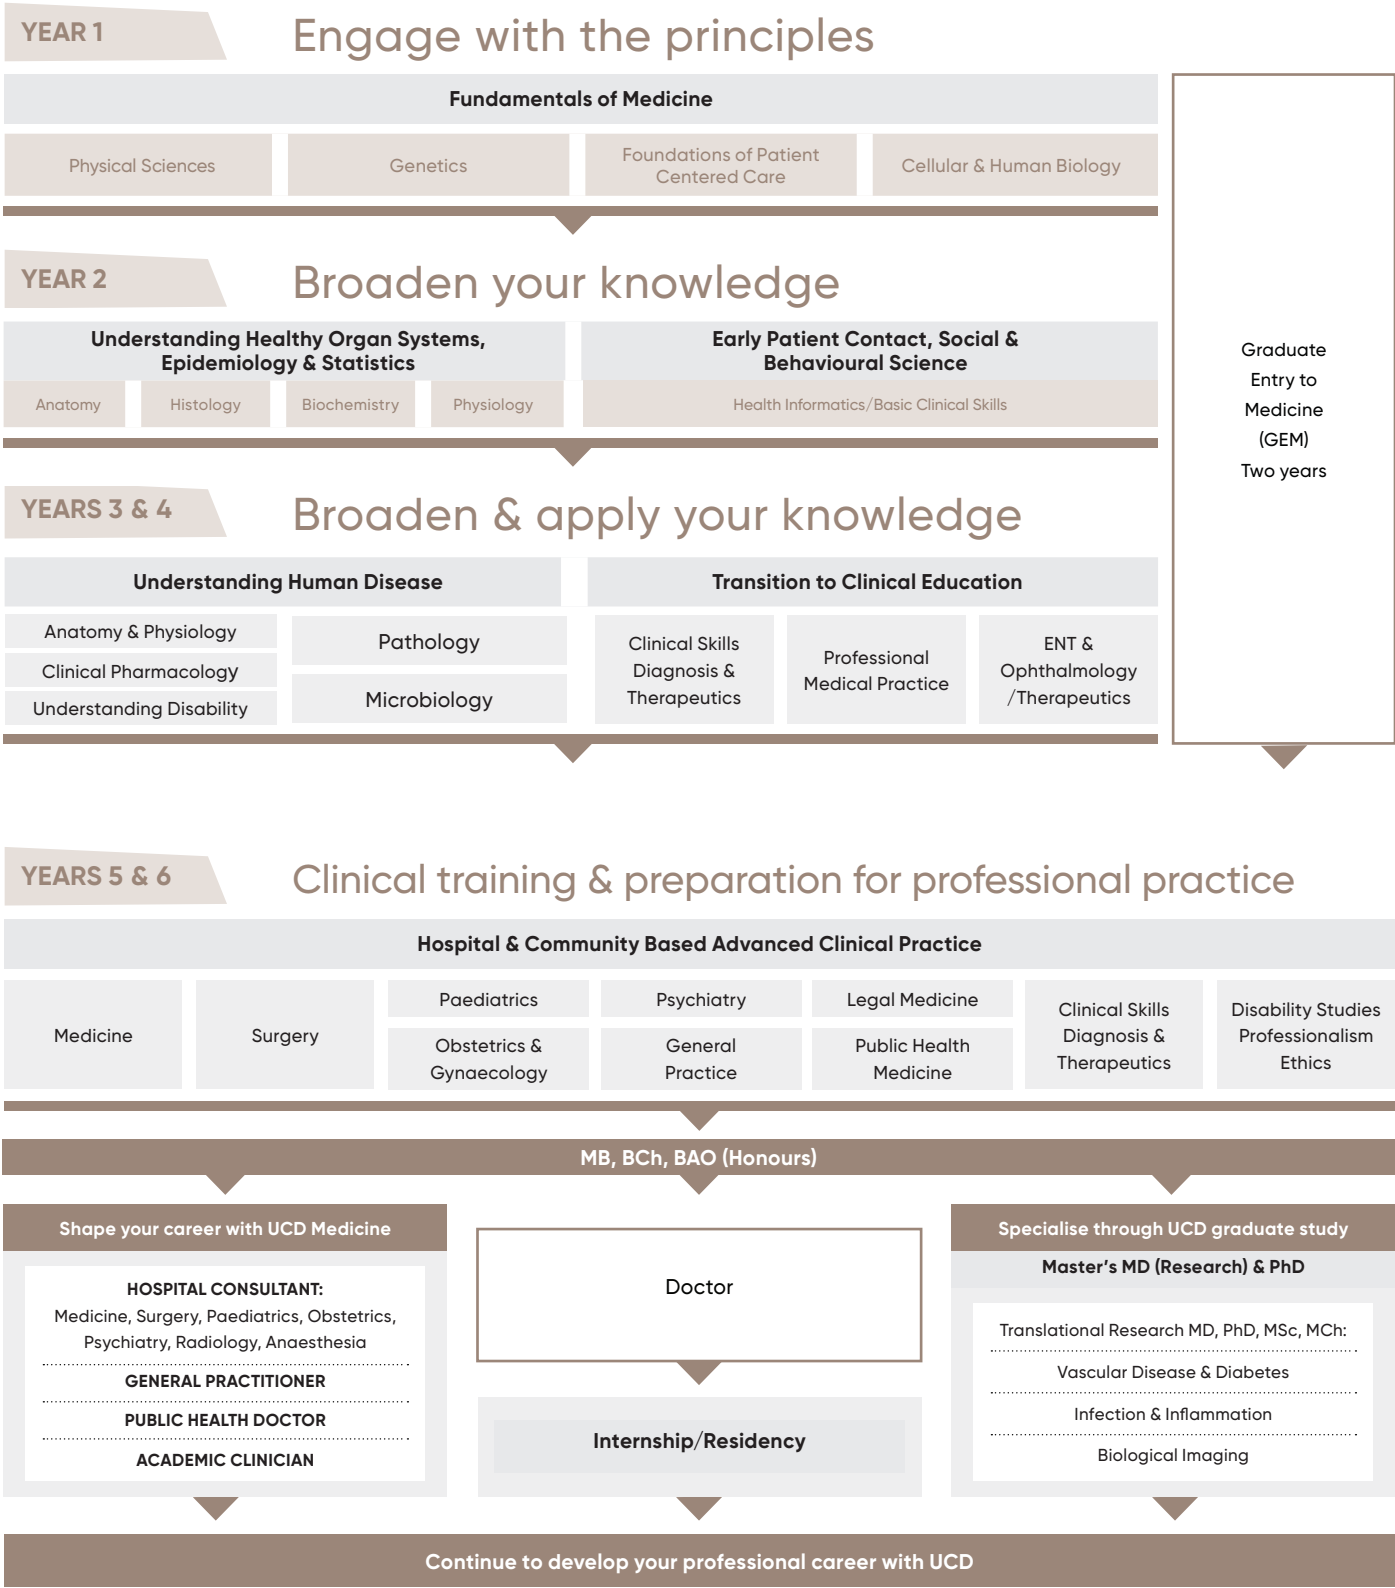 YEAR 1
Engage with the principles
Fundamentals of Medicine
Physical Sciences
Genetics
Foundations of Patient
Centered Care
Cellular & Human Biology
YEAR 2
Broaden your knowledge
Understanding Healthy Organ Systems,
Epidemiology & Statistics
Anatomy
Histology
Biochemistry
Physiology
Early Patient Contact, Social &
Behavioural Science
Health Informatics/Basic Clinical Skills
YEARS 3 & 4
Broaden & apply your knowledge
Understanding Human Disease
Anatomy & Physiology
Clinical Pharmacology
Understanding Disability
Pathology
Microbiology
Transition to Clinical Education
Clinical Skills
Diagnosis &
Therapeutics
Professional
Medical Practice
ENT &
Ophthalmology
/Therapeutics
Graduate
Entry to
Medicine
(GEM)
Two years
YEARS 5 & 6
Clinical training & preparation for professional practice
Hospital & Community Based Advanced Clinical Practice
Medicine
Surgery
Paediatrics
Obstetrics &
Gynaecology
Psychiatry
General
Practice
Legal Medicine
Public Health
Medicine
Clinical Skills
Diagnosis &
Therapeutics
Disability Studies
Professionalism
Ethics
MB, BCh, BAO (Honours)
Shape your career with UCD Medicine
HOSPITAL CONSULTANT:
Medicine, Surgery, Paediatrics, Obstetrics,
Psychiatry, Radiology, Anaesthesia
GENERAL PRACTITIONER
PUBLIC HEALTH DOCTOR
ACADEMIC CLINICIAN
Doctor
Internship/Residency
Specialise through UCD graduate study
Master's MD (Research) & PhD
Translational Research MD, PhD, MSc, MCh:
Vascular Disease & Diabetes
Infection & Inflammation
Biological Imaging
Continue to develop your professional career with UCD